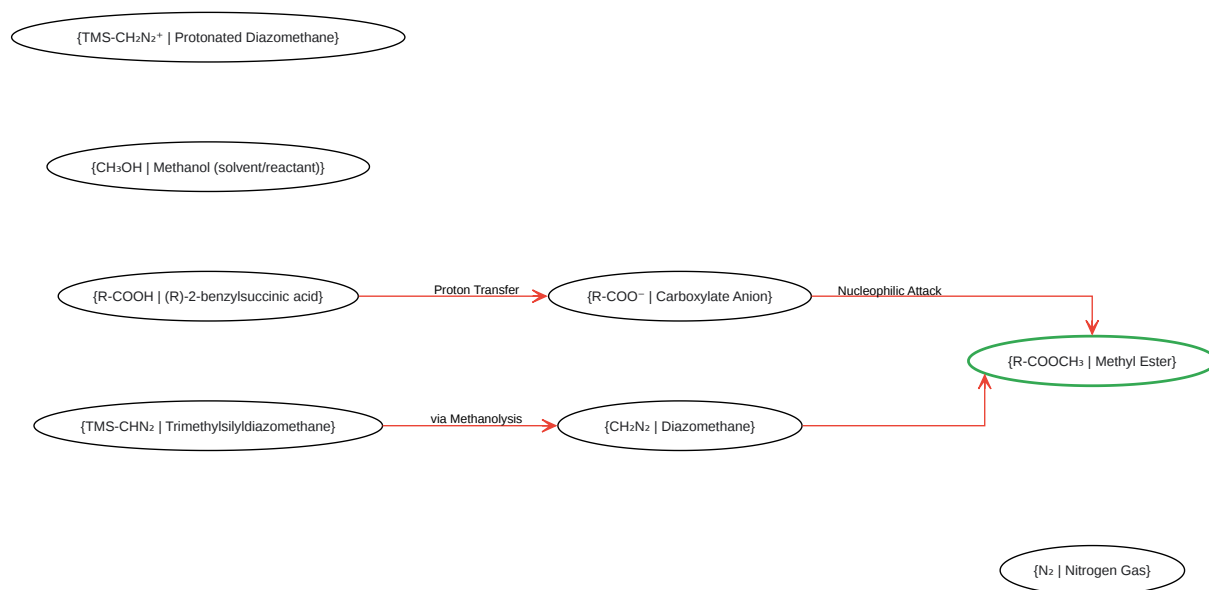 {TMS-CH₂N₂⁺ | Protonated Diazomethane}
{CH₃OH | Methanol (solvent/reactant)}
{R-COOH | (R)-2-benzylsuccinic acid}
Proton Transfer
{R-COO⁻ | Carboxylate Anion}
Nucleophilic Attack
{R-COOCH₃ | Methyl Ester}
{TMS-CHN₂ | Trimethylsilyldiazomethane}
via Methanolysis
{CH₂N₂ | Diazomethane}
{N₂ | Nitrogen Gas}